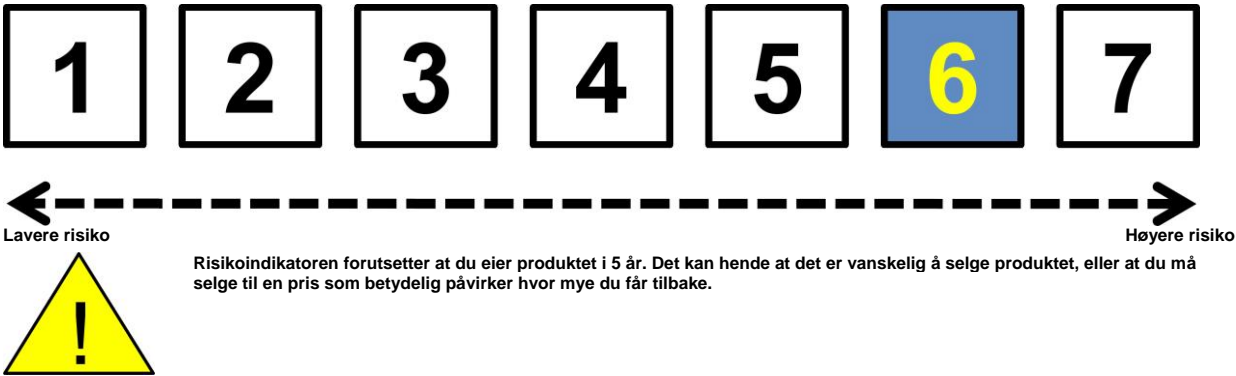 1 2 3 4 5 6 7
Lavere risiko Høyere risiko
Risikoindikatoren forutsetter at du eier produktet i 5 år. Det kan hende at det er vanskelig å selge produktet, eller at du må
selge til en pris som betydelig påvirker hvor mye du får tilbake.
!